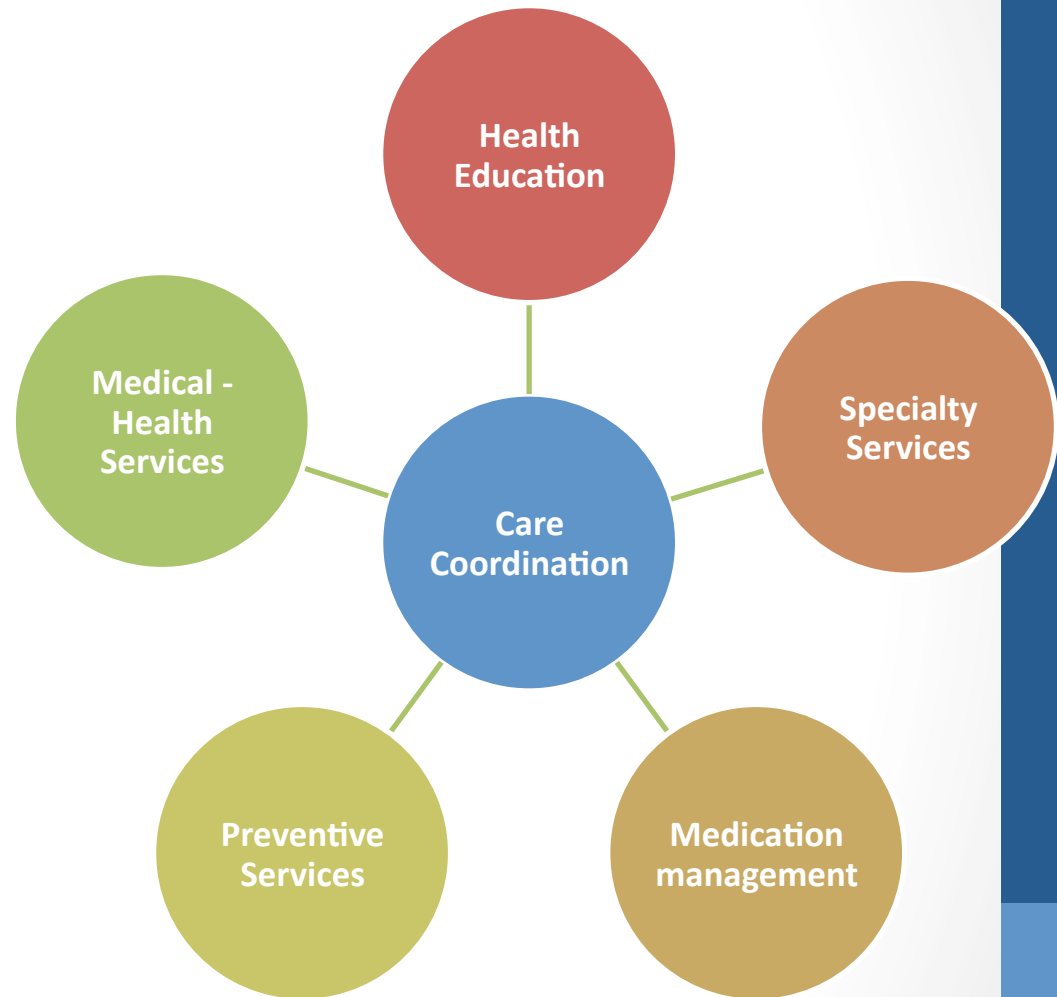 Health
Education
Medical -
Health
Services
Specialty
Services
Care
Coordination
Preventive
Services
Medication
management